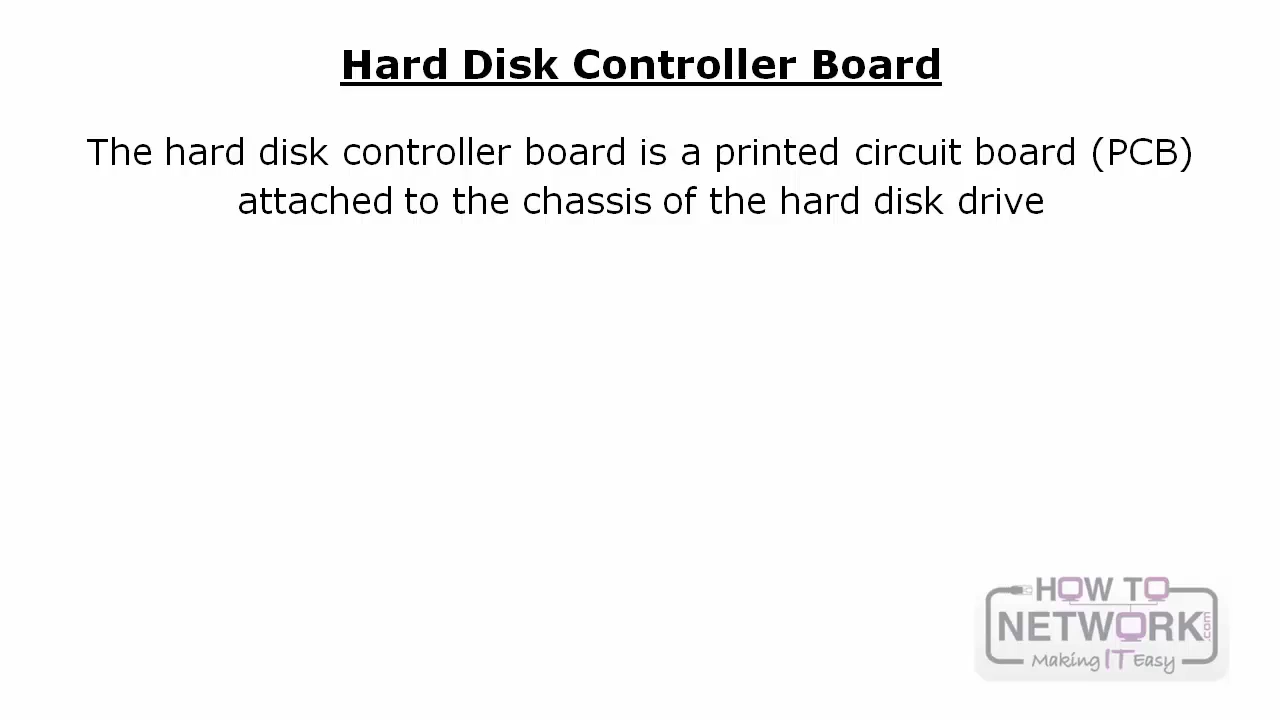 Hard Disk Controller Board
The hard disk controller board is a printed circuit board (PCB)
attached to the chassis of the hard disk drive
HOW TO
NETWORK.com
Making IT Easy